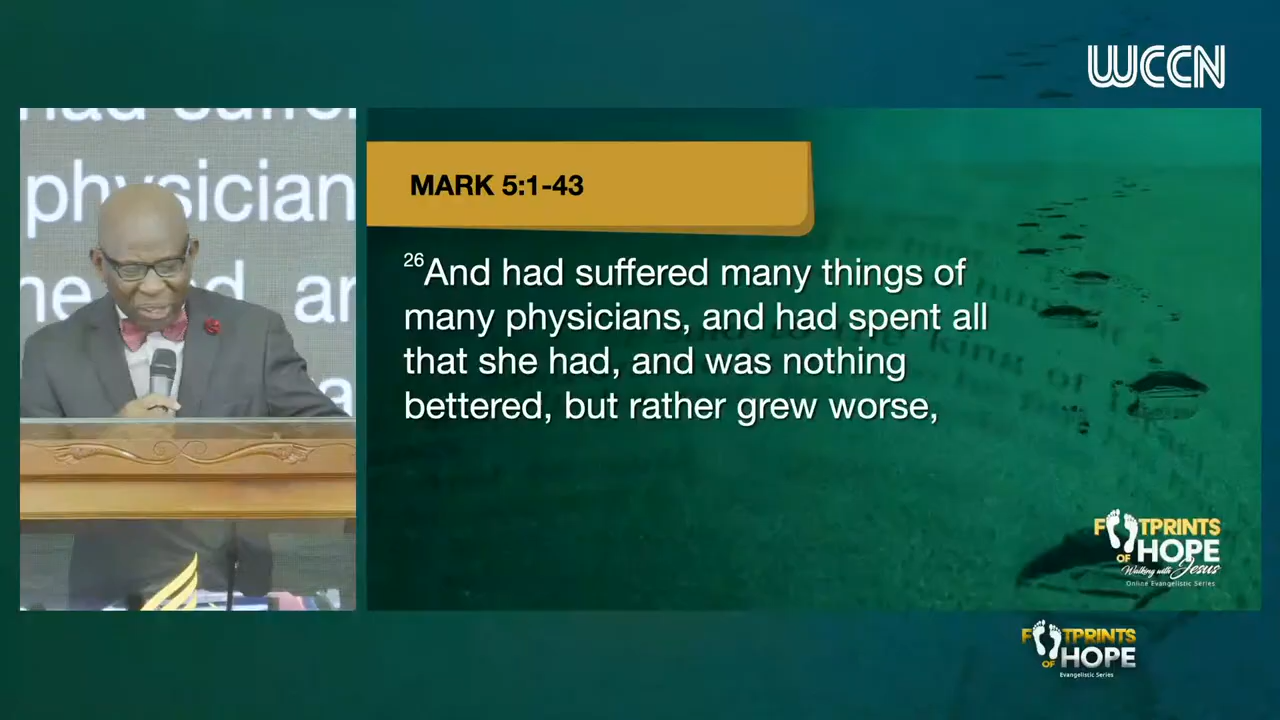 WCCN
had suffer
physician
MARK 5:1-43
26And had suffered many things of
many physicians, and had spent all
that she had, and was nothing
bettered, but rather grew worse,
FOOTPRINTS
OF HOPE
Walking with Jesus
Online Evangelistic Series
FOOTPRINTS
OF HOPE
Evangelistic Series